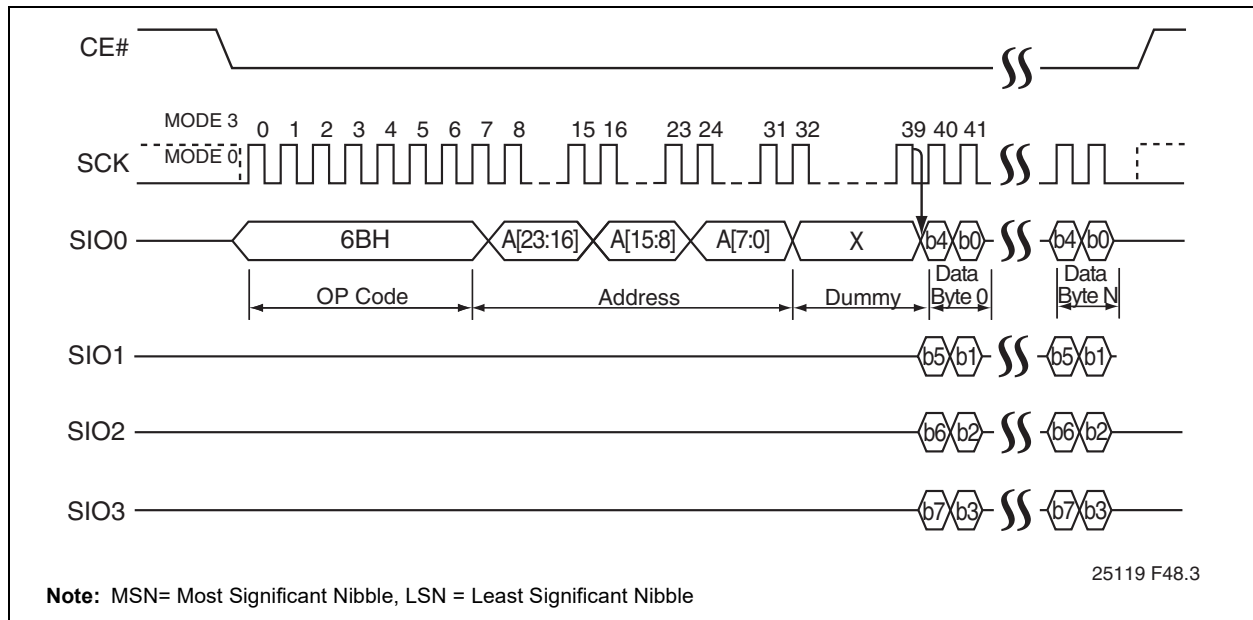 CE#
MODE 3
0 1 2 3 4 5 6 7 8 15 16 23 24 31 32 39 40 41
SCK
MODE 0
SIO0
6BH
A[23:16]
A[15:8]
A[7:0]
X
b4 b0
b4 b0
OP Code
Address
Dummy
Data
Byte 0
Data
Byte N
SIO1
b5 b1
b5 b1
SIO2
b6 b2
b6 b2
SIO3
b7 b3
b7 b3
25119 F48.3
Note: MSN= Most Significant Nibble, LSN = Least Significant Nibble